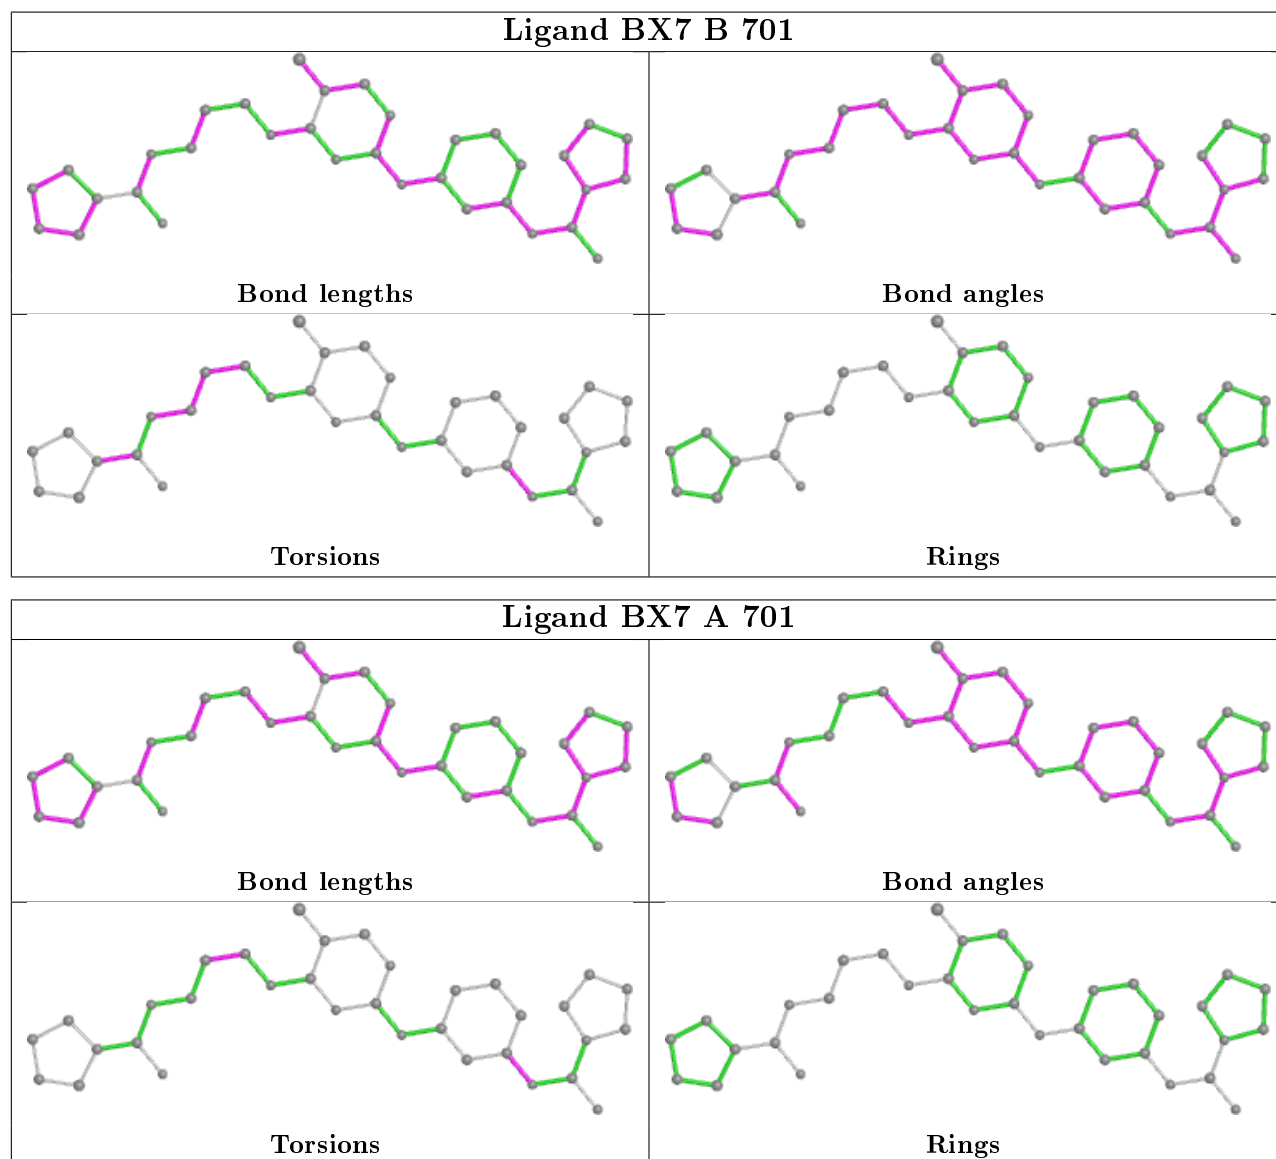 Ligand BX7 B 701
Bond lengths
Bond angles
Torsions
Rings
Ligand BX7 A 701
Bond lengths
Bond angles
Torsions
Rings